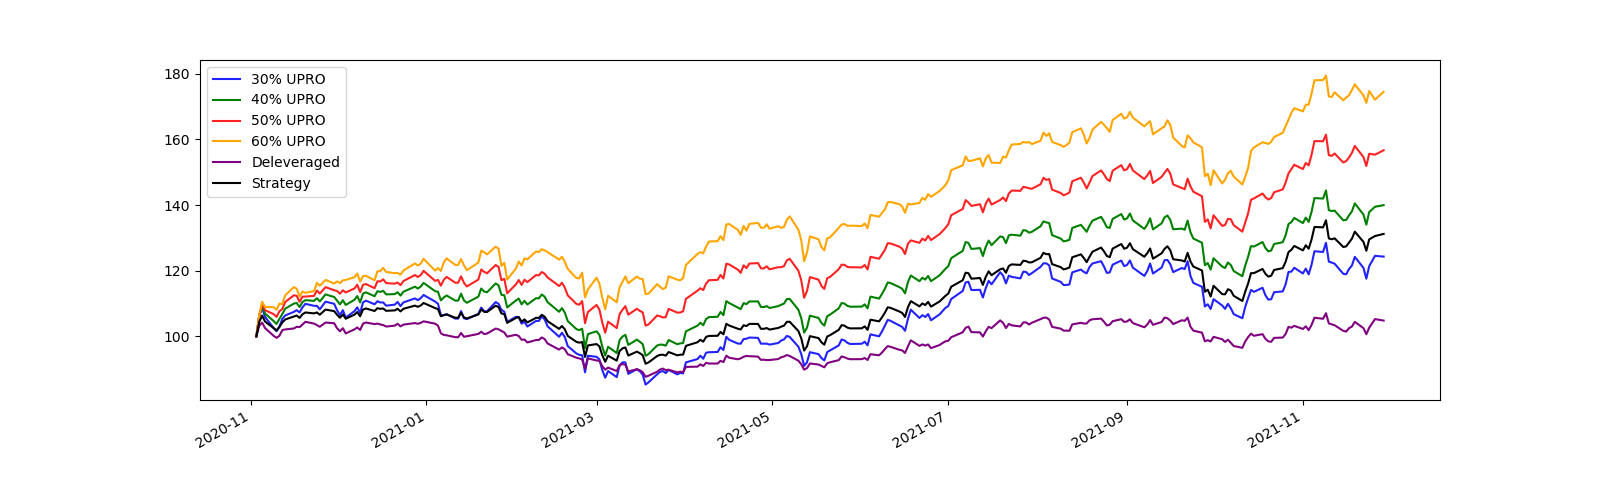 180
160
140
120
100
30% UPRO
40% UPRO
50% UPRO
60% UPRO
Deleveraged
Strategy
2020-11
2021-01
2021-03
2021-05
2021-07
2021-09
2021-11